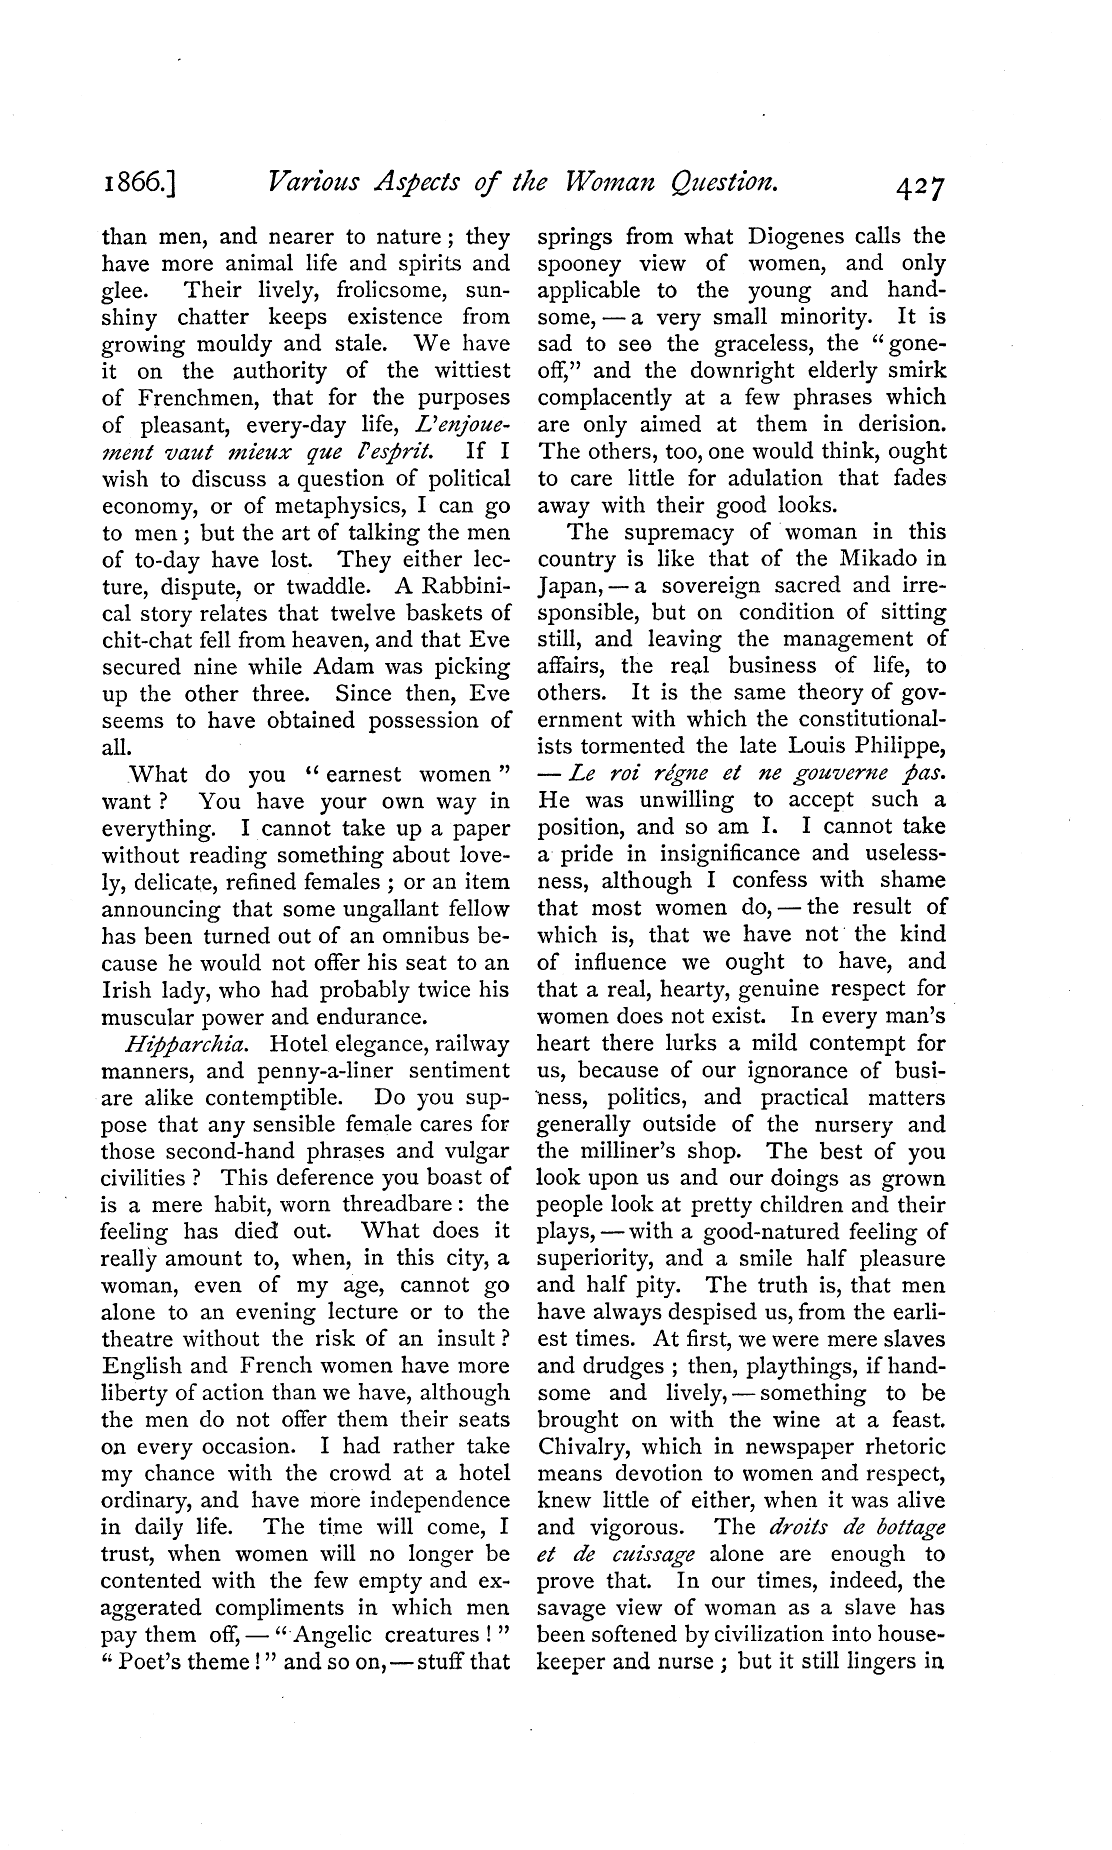 1866.] Various Aspects of the Woman Question. 427
than men, and nearer to nature; they
have more animal life and spirits and
glee. Their lively, frolicsome, sun-
shiny chatter keeps existence from
growing mouldy and stale. We have
it on the authority of the wittiest
of Frenchmen, that for the purposes
of pleasant, every-day life, L'enjoue-
ment vaut mieux que l'esprit. If I
wish to discuss a question of political
economy, or of metaphysics, I can go
to men; but the art of talking the men
of to-day have lost. They either lec-
ture, dispute, or twaddle. A Rabbini-
cal story relates that twelve baskets of
chit-chat fell from heaven, and that Eve
secured nine while Adam was picking
up the other three. Since then, Eve
seems to have obtained possession of
all.
What do you "earnest women"
want? You have your own way in
everything. I cannot take up a paper
without reading something about love-
ly, delicate, refined females; or an item
announcing that some ungallant fellow
has been turned out of an omnibus be-
cause he would not offer his seat to an
Irish lady, who had probably twice his
muscular power and endurance.
Hipparchia. Hotel elegance, railway
manners, and penny-a-liner sentiment
are alike contemptible. Do you sup-
pose that any sensible female cares for
those second-hand phrases and vulgar
civilities? This deference you boast of
is a mere habit, worn threadbare: the
feeling has died out. What does it
really amount to, when, in this city, a
woman, even of my age, cannot go
alone to an evening lecture or to the
theatre without the risk of an insult?
English and French women have more
liberty of action than we have, although
the men do not offer them their seats
on every occasion. I had rather take
my chance with the crowd at a hotel
ordinary, and have more independence
in daily life. The time will come, I
trust, when women will no longer be
contented with the few empty and ex-
aggerated compliments in which men
pay them off,—"Angelic creatures!"
"Poet's theme!" and so on,—stuff that
springs from what Diogenes calls the
spooney view of women, and only
applicable to the young and hand-
some,—a very small minority. It is
sad to see the graceless, the "gone-
off," and the downright elderly smirk
complacently at a few phrases which
are only aimed at them in derision.
The others, too, one would think, ought
to care little for adulation that fades
away with their good looks.
The supremacy of woman in this
country is like that of the Mikado in
Japan,—a sovereign sacred and irre-
sponsible, but on condition of sitting
still, and leaving the management of
affairs, the real business of life, to
others. It is the same theory of gov-
ernment with which the constitutional-
ists tormented the late Louis Philippe,
—Le roi régne et ne gouverne pas.
He was unwilling to accept such a
position, and so am I. I cannot take
a pride in insignificance and useless-
ness, although I confess with shame
that most women do,—the result of
which is, that we have not the kind
of influence we ought to have, and
that a real, hearty, genuine respect for
women does not exist. In every man's
heart there lurks a mild contempt for
us, because of our ignorance of busi-
ness, politics, and practical matters
generally outside of the nursery and
the milliner's shop. The best of you
look upon us and our doings as grown
people look at pretty children and their
plays,—with a good-natured feeling of
superiority, and a smile half pleasure
and half pity. The truth is, that men
have always despised us, from the earli-
est times. At first, we were mere slaves
and drudges; then, playthings, if hand-
some and lively,—something to be
brought on with the wine at a feast.
Chivalry, which in newspaper rhetoric
means devotion to women and respect,
knew little of either, when it was alive
and vigorous. The droits de bottage
et de cuissage alone are enough to
prove that. In our times, indeed, the
savage view of woman as a slave has
been softened by civilization into house-
keeper and nurse; but it still lingers in